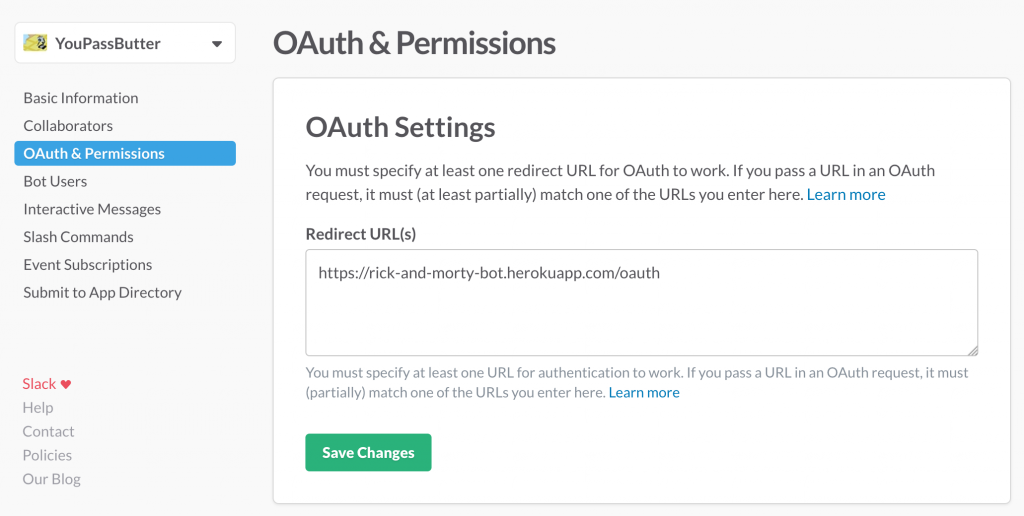 YouPassButter
Basic Information
Collaborators
OAuth & Permissions
Bot Users
Interactive Messages
Slash Commands
Event Subscriptions
Submit to App Directory
Slack ♥
Help
Contact
Policies
Our Blog
OAuth & Permissions
OAuth Settings
You must specify at least one redirect URL for OAuth to work. If you pass a URL in an OAuth
request, it must (at least partially) match one of the URLs you enter here. Learn more
Redirect URL(s)
https://rick-and-morty-bot.herokuapp.com/oauth
You must specify at least one URL for authentication to work. If you pass a URL in an OAuth request, it must
(partially) match one of the URLs you enter here. Learn more
Save Changes